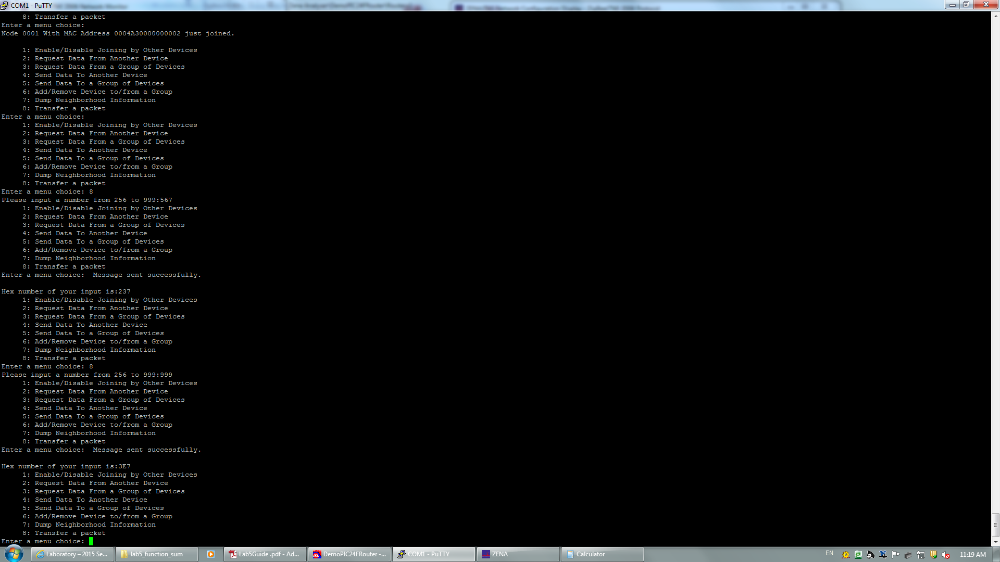 COM1 - PuTTY
8: Transfer a packet
Enter a menu choice:
Node 0001 With MAC Address 0004A30000000002 just joined.
1: Enable/Disable Joining by Other Devices
2: Request Data From Another Device
3: Request Data From a Group of Devices
4: Send Data To Another Device
5: Send Data To a Group of Devices
6: Add/Remove Device to/from a Group
7: Dump Neighborhood Information
8: Transfer a packet
Enter a menu choice:
1: Enable/Disable Joining by Other Devices
2: Request Data From Another Device
3: Request Data From a Group of Devices
4: Send Data To Another Device
5: Send Data To a Group of Devices
6: Add/Remove Device to/from a Group
7: Dump Neighborhood Information
8: Transfer a packet
Enter a menu choice: 8
Please input a number from 256 to 999:567
1: Enable/Disable Joining by Other Devices
2: Request Data From Another Device
3: Request Data From a Group of Devices
4: Send Data To Another Device
5: Send Data To a Group of Devices
6: Add/Remove Device to/from a Group
7: Dump Neighborhood Information
8: Transfer a packet
Enter a menu choice:  Message sent successfully.
Hex number of your input is:237
1: Enable/Disable Joining by Other Devices
2: Request Data From Another Device
3: Request Data From a Group of Devices
4: Send Data To Another Device
5: Send Data To a Group of Devices
6: Add/Remove Device to/from a Group
7: Dump Neighborhood Information
8: Transfer a packet
Enter a menu choice: 8
Please input a number from 256 to 999:999
1: Enable/Disable Joining by Other Devices
2: Request Data From Another Device
3: Request Data From a Group of Devices
4: Send Data To Another Device
5: Send Data To a Group of Devices
6: Add/Remove Device to/from a Group
7: Dump Neighborhood Information
8: Transfer a packet
Enter a menu choice:  Message sent successfully.
Hex number of your input is:3E7
1: Enable/Disable Joining by Other Devices
2: Request Data From Another Device
3: Request Data From a Group of Devices
4: Send Data To Another Device
5: Send Data To a Group of Devices
6: Add/Remove Device to/from a Group
7: Dump Neighborhood Information
8: Transfer a packet
Enter a menu choice:
Laboratory – 2015 Se... lab5_function_sum Lab5Guide .pdf - Ad... DemoPIC24FRouter -... COM1 - PuTTY ZENA Calculator EN 11:19 AM